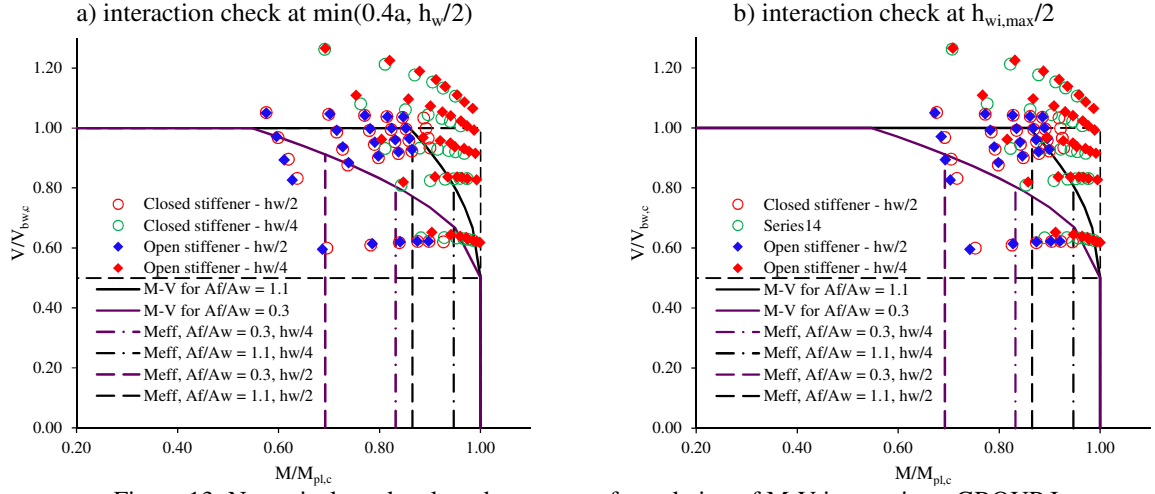 a) interaction check at min(0.4a, h_w/2)
1.20
1.00
0.80
0.60
0.40
0.20
0.00
V/V_bw,c
Closed stiffener - hw/2
Closed stiffener - hw/4
Open stiffener - hw/2
Open stiffener - hw/4
M-V for Af/Aw = 1.1
M-V for Af/Aw = 0.3
Meff, Af/Aw = 0.3, hw/4
Meff, Af/Aw = 1.1, hw/4
Meff, Af/Aw = 0.3, hw/2
Meff, Af/Aw = 1.1, hw/2
0.20 0.40 0.60 0.80 1.00
M/M_pl,c
b) interaction check at h_wi,max/2
1.20
1.00
0.80
0.60
0.40
0.20
0.00
V/V_bw,c
Closed stiffener - hw/2
Series14
Open stiffener - hw/2
Open stiffener - hw/4
M-V for Af/Aw = 1.1
M-V for Af/Aw = 0.3
Meff, Af/Aw = 0.3, hw/4
Meff, Af/Aw = 1.1, hw/4
Meff, Af/Aw = 0.3, hw/2
Meff, Af/Aw = 1.1, hw/2
0.20 0.40 0.60 0.80 1.00
M/M_pl,c